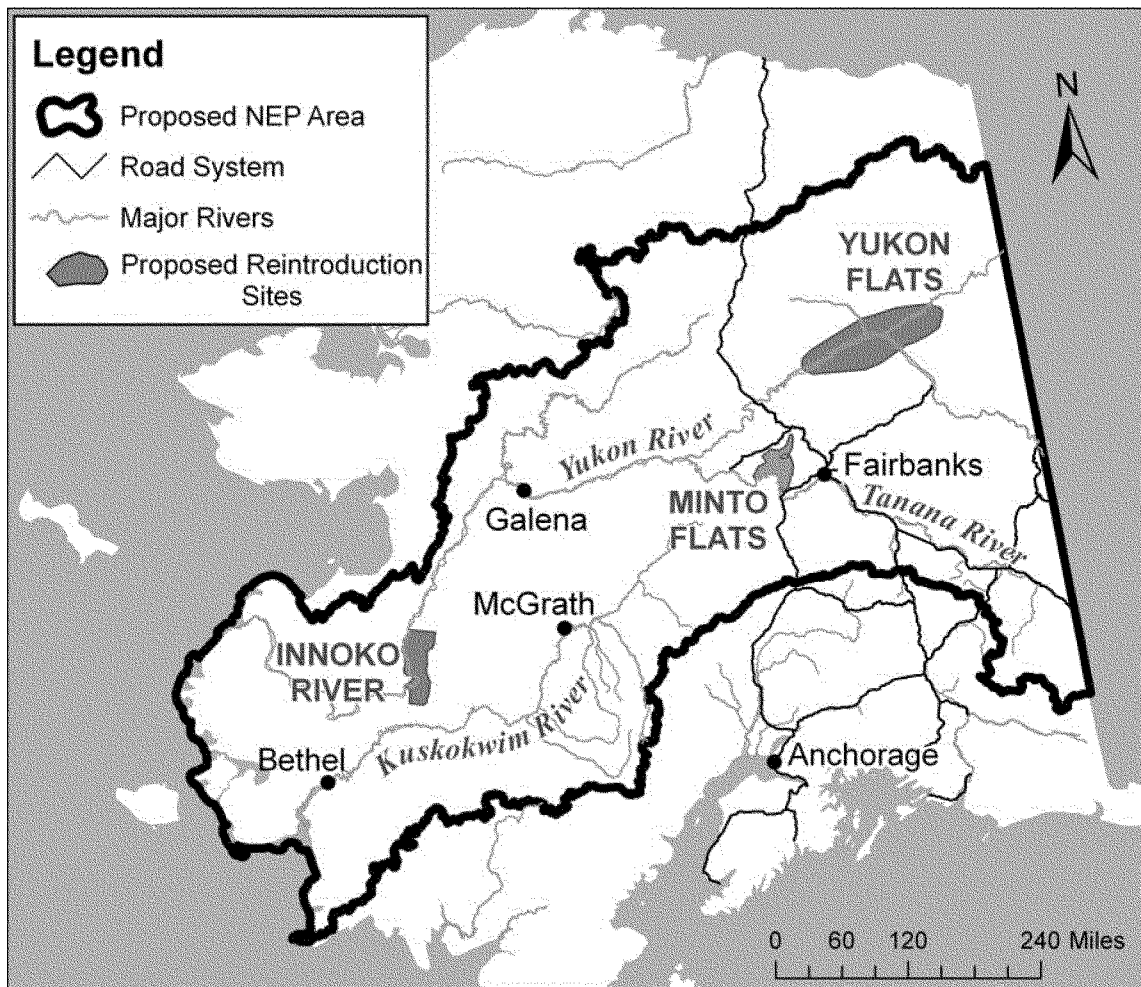 Legend
Proposed NEP Area
Road System
Major Rivers
Proposed Reintroduction
Sites
N
YUKON
FLATS
Yukon River
Fairbanks
Galena
MINTO
FLATS
Tanana River
McGrath
INNOKO
RIVER
Kuskokwim River
Bethel
Anchorage
0 60 120 240 Miles